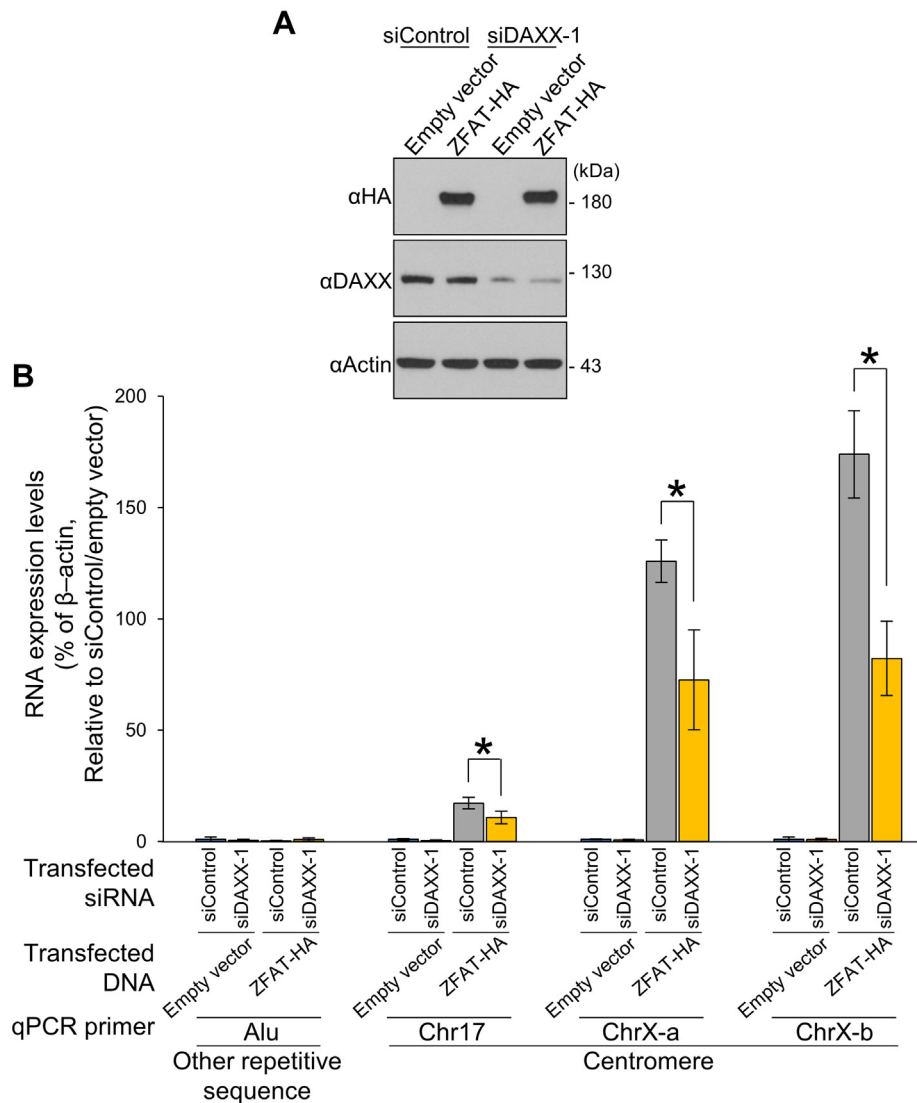 A
siControl siDAXX-1
Empty vector ZFAT-HA Empty vector ZFAT-HA
(kDa)
αHA - 180
αDAXX - 130
αActin - 43
B
RNA expression levels
(% of β–actin,
Relative to siControl/empty vector)
200
150
100
50
0
* * *
Transfected
siRNA
siControl siDAXX-1 siControl siDAXX-1 siControl siDAXX-1 siControl siDAXX-1 siControl siDAXX-1 siControl siDAXX-1 siControl siDAXX-1 siControl siDAXX-1
Transfected
DNA
Empty vector ZFAT-HA Empty vector ZFAT-HA Empty vector ZFAT-HA Empty vector ZFAT-HA
qPCR primer Alu Chr17 ChrX-a ChrX-b
Other repetitive
sequence
Centromere